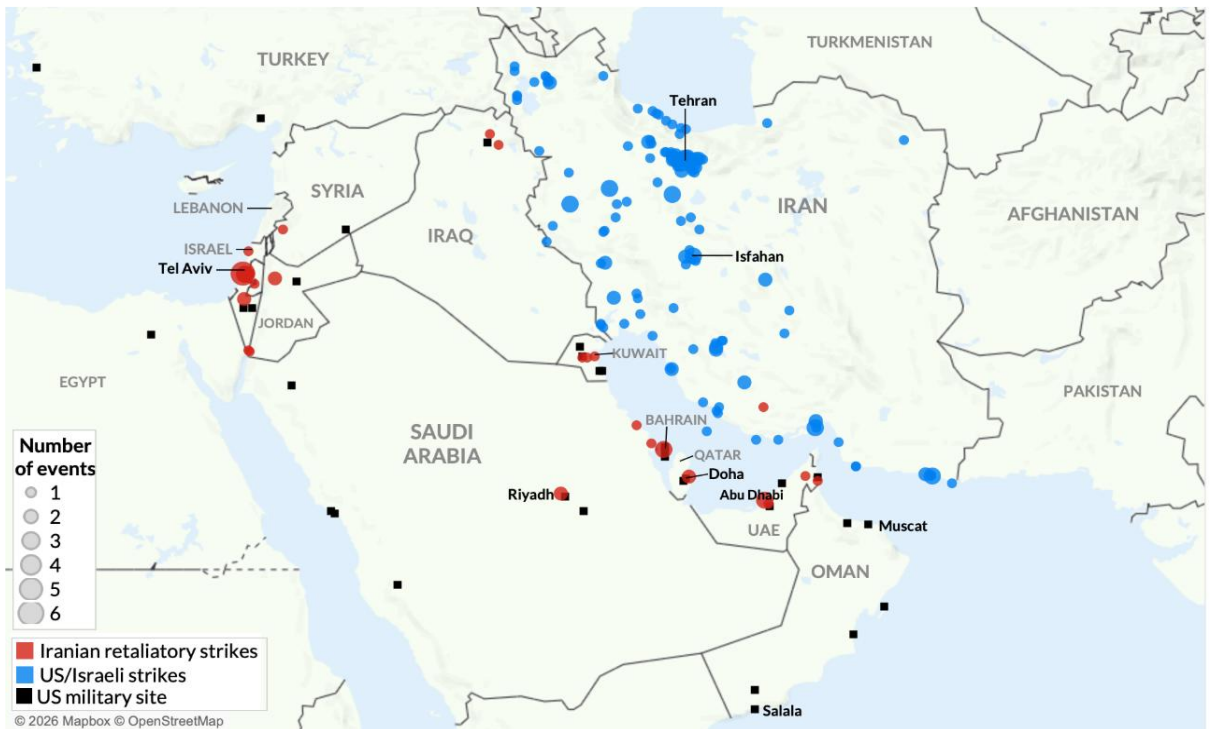 TURKEY
TURKMENISTAN
Tehran
SYRIA
LEBANON
IRAQ
IRAN
AFGHANISTAN
ISRAEL
Tel Aviv
Isfahan
JORDAN
KUWAIT
EGYPT
PAKISTAN
SAUDI
ARABIA
BAHRAIN
QATAR
Doha
Riyadh
Abu Dhabi
UAE
Muscat
OMAN
Salala
Number
of events
1
2
3
4
5
6
Iranian retaliatory strikes
US/Israeli strikes
US military site
© 2026 Mapbox © OpenStreetMap